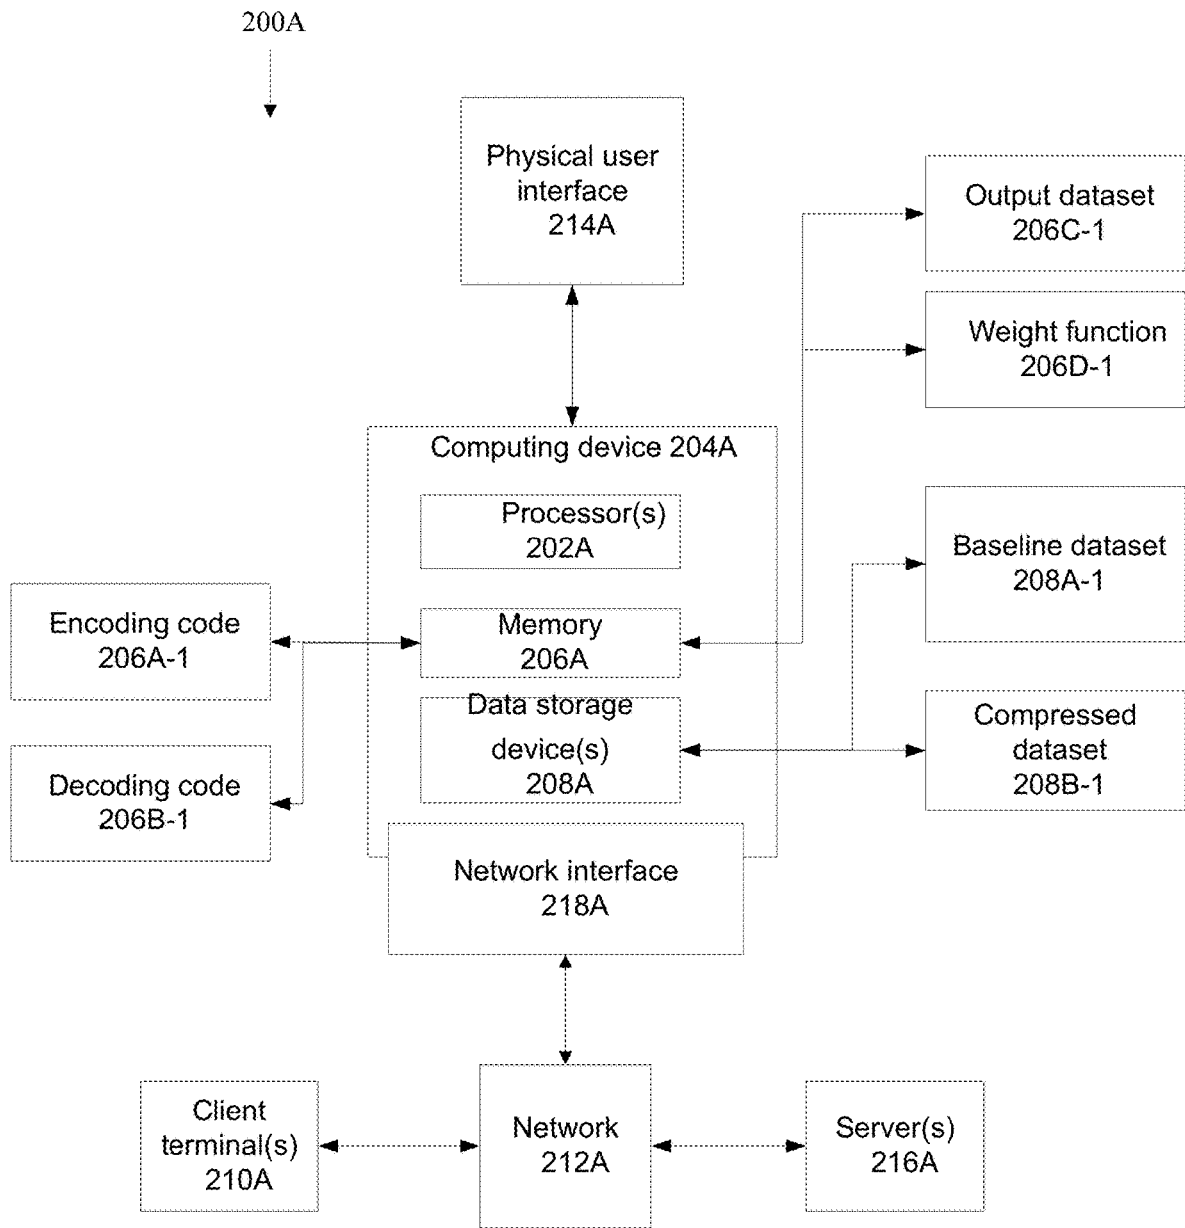 200A
Physical user
interface
214A
Output dataset
206C-1
Weight function
206D-1
Computing device 204A
Processor(s)
202A
Baseline dataset
208A-1
Encoding code
206A-1
Memory
206A
Data storage
device(s)
208A
Compressed
dataset
208B-1
Decoding code
206B-1
Network interface
218A
Client
terminal(s)
210A
Network
212A
Server(s)
216A